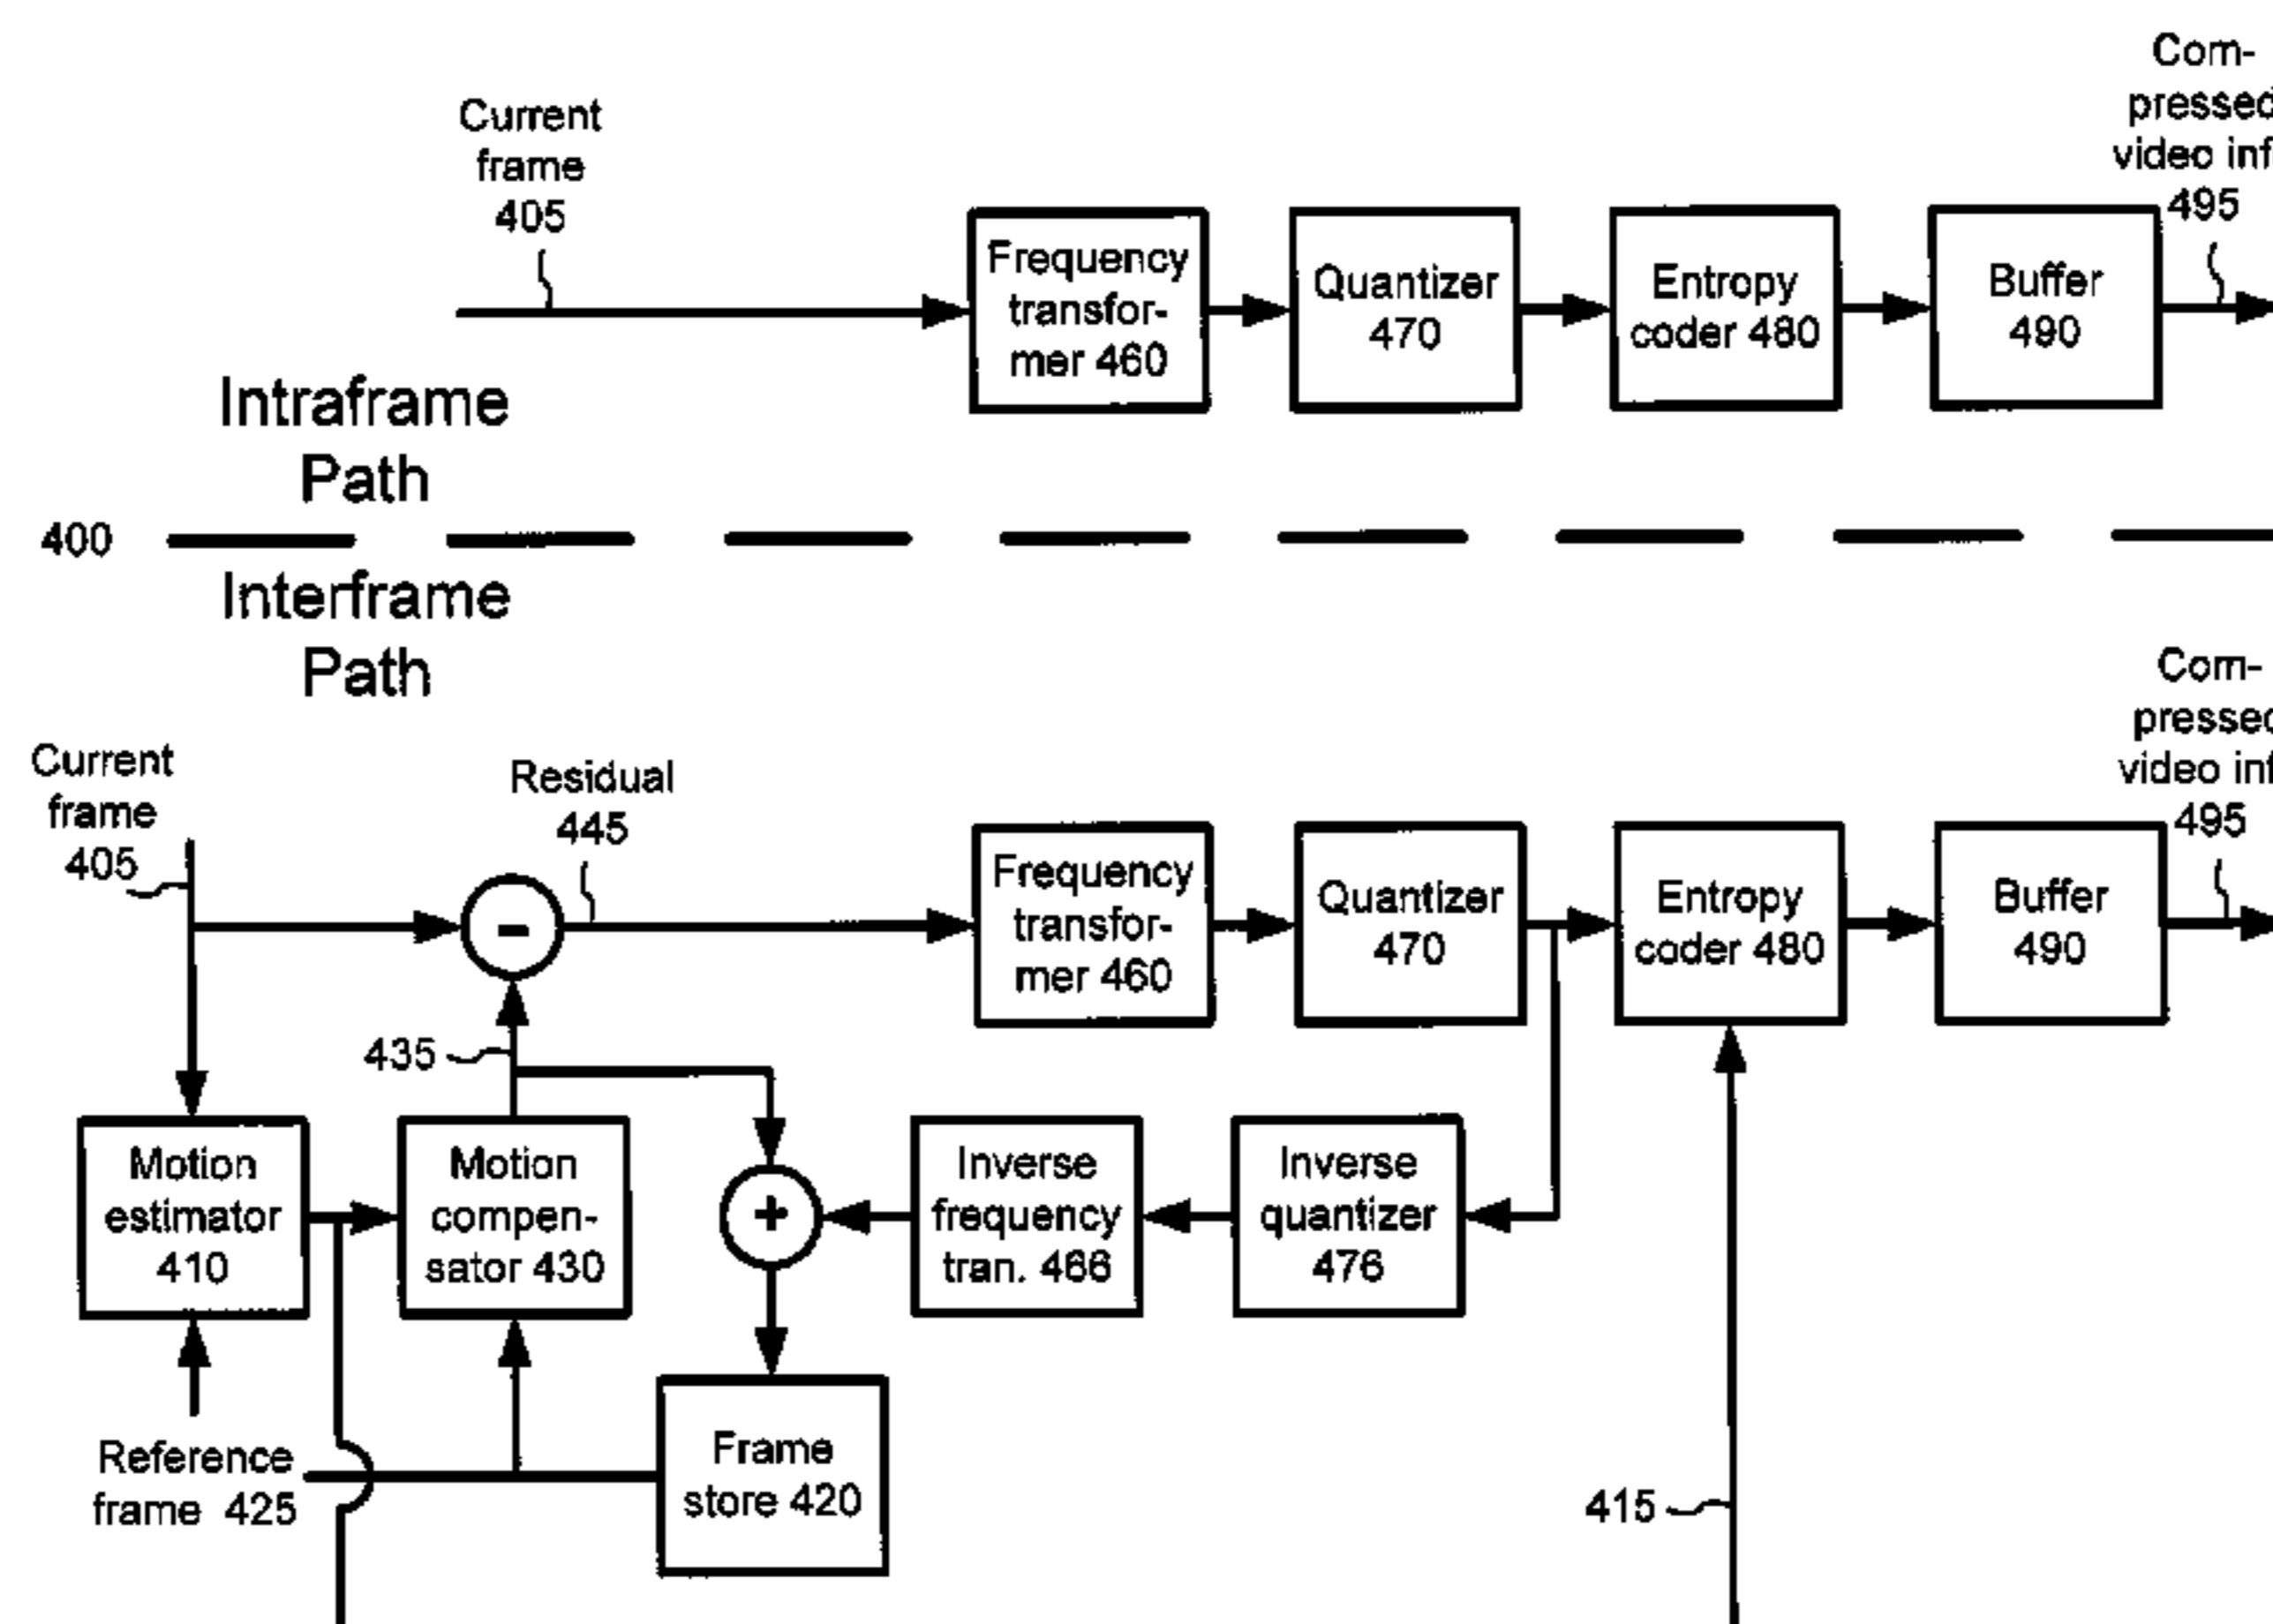 Com-
pressed
video inf
495
Current
frame
405
Frequency
transfor-
mer 460
Quantizer
470
Entropy
coder 480
Buffer
490
Intraframe
Path
400
Interframe
Path
Com-
pressed
video inf
495
Current
frame
405
Residual
445
-
Frequency
transfor-
mer 460
Quantizer
470
Entropy
coder 480
Buffer
490
435
Motion
estimator
410
Motion
compen-
sator 430
+
Inverse
frequency
tran. 466
Inverse
quantizer
476
Reference
frame 425
Frame
store 420
415